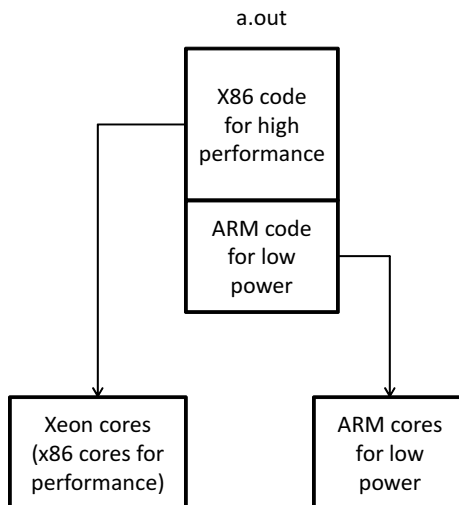 a.out
X86 code
for high
performance
ARM code
for low
power
Xeon cores
(x86 cores for
performance)
ARM cores
for low
power